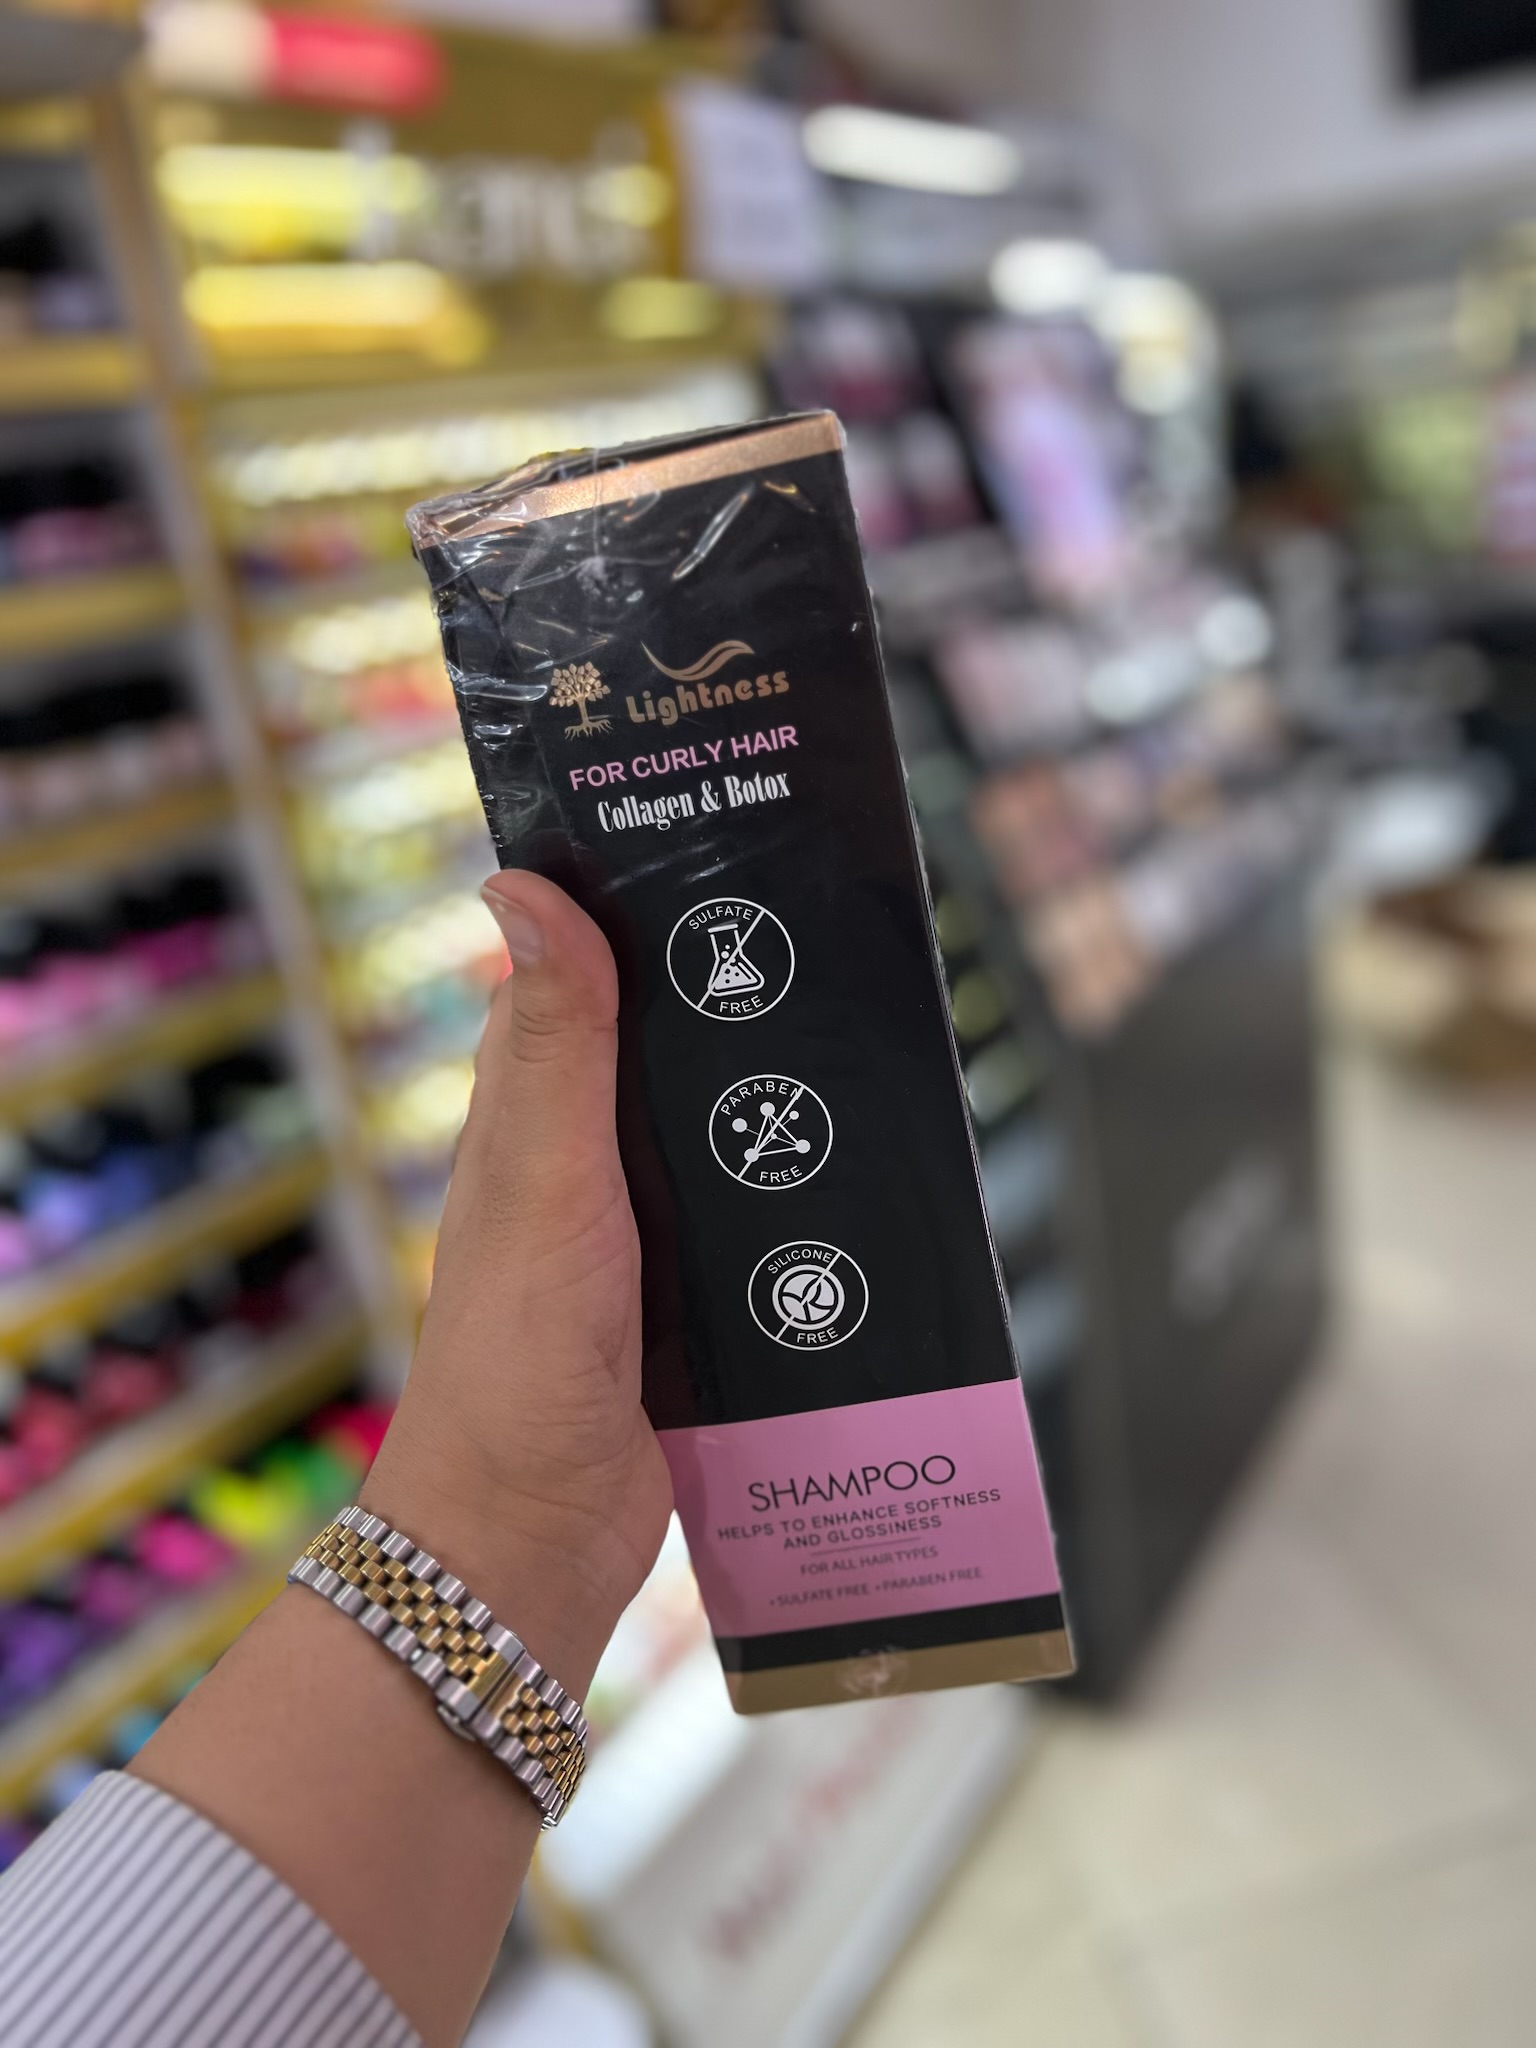 Lightness
FOR CURLY HAIR
Collagen & Botox
SULFATE
FREE
PARABEN
FREE
SILICONE
FREE
SHAMPOO
HELPS TO ENHANCE SOFTNESS
AND GLOSSINESS
FOR ALL HAIR TYPES
• SULFATE FREE • PARABEN FREE